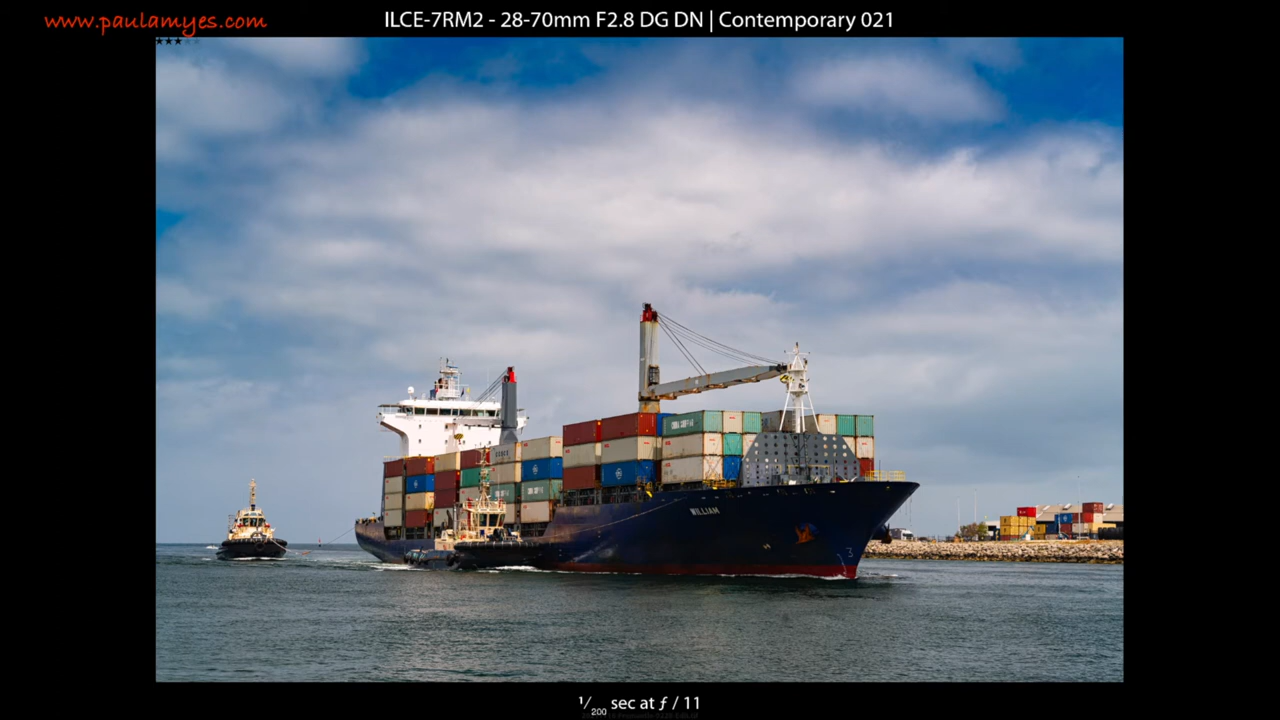 www.paulamyes.com
ILCE-7RM2 - 28-70mm F2.8 DG DN | Contemporary 021
WILLIAM
1/200 sec at ƒ / 11